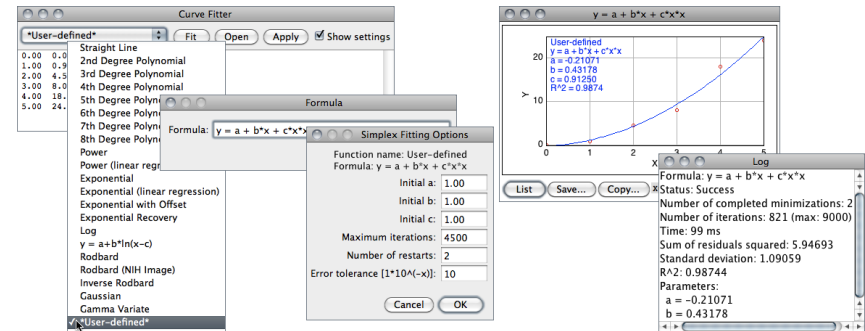 Curve Fitter
*User-defined*
Fit
Open
Apply
Show settings
0.00 0.0
1.00 0.9
2.00 4.5
3.00 8.0
4.00 18.
5.00 24.
Straight Line
2nd Degree Polynomial
3rd Degree Polynomial
4th Degree Polynomial
5th Degree Polyn
6th Degree Polyn
7th Degree Polyn
8th Degree Polyn
Power
Power (linear regr
Exponential
Exponential (linear regression)
Exponential with Offset
Exponential Recovery
Log
y = a+b*ln(x-c)
Rodbard
Rodbard (NIH Image)
Inverse Rodbard
Gaussian
Gamma Variate
✓ *User-defined*
Formula
Formula: y = a + b*x + c*x*x
Simplex Fitting Options
Function name: User-defined
Formula: y = a + b*x + c*x*x
Initial a: 1.00
Initial b: 1.00
Initial c: 1.00
Maximum iterations: 4500
Number of restarts: 2
Error tolerance [1*10^(-x)]: 10
Cancel
OK
y = a + b*x + c*x*x
User-defined
y = a + b*x + c*x*x
a = -0.21071
b = 0.43178
c = 0.91250
R^2 = 0.9874
20
10
0
Y
0 1 2 3 4 5
X
List
Save...
Copy...
Log
Formula: y = a + b*x + c*x*x
Status: Success
Number of completed minimizations: 2
Number of iterations: 821 (max: 9000)
Time: 99 ms
Sum of residuals squared: 5.94693
Standard deviation: 1.09059
R^2: 0.98744
Parameters:
a = -0.21071
b = 0.43178